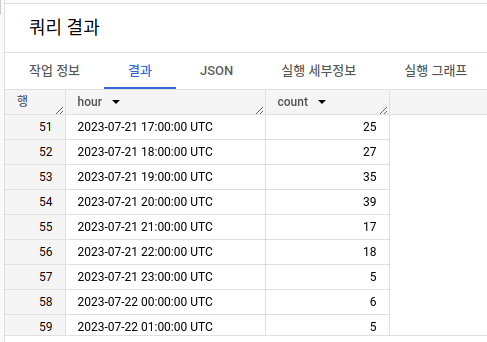 쿼리 결과
작업 정보 결과 JSON 실행 세부정보 실행 그래프
행 hour count
51 2023-07-21 17:00:00 UTC 25
52 2023-07-21 18:00:00 UTC 27
53 2023-07-21 19:00:00 UTC 35
54 2023-07-21 20:00:00 UTC 39
55 2023-07-21 21:00:00 UTC 17
56 2023-07-21 22:00:00 UTC 18
57 2023-07-21 23:00:00 UTC 5
58 2023-07-22 00:00:00 UTC 6
59 2023-07-22 01:00:00 UTC 5